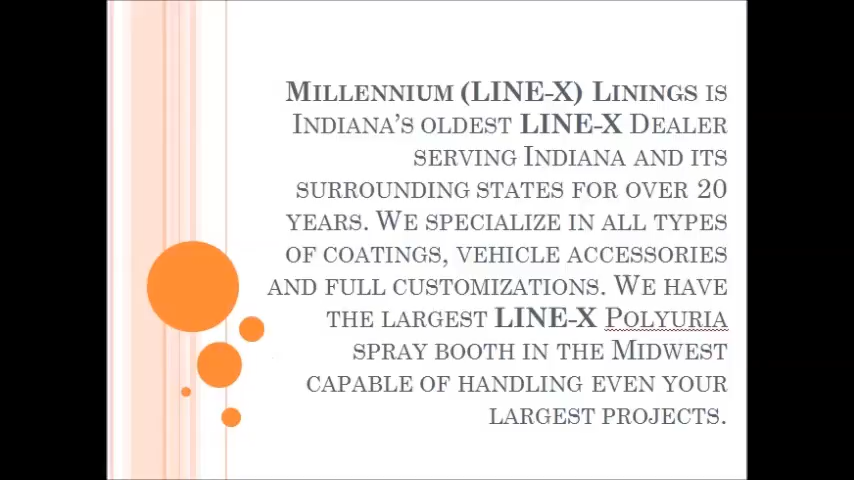 Millennium (LINE-X) Linings is
Indiana's oldest LINE-X Dealer
serving Indiana and its
surrounding states for over 20
years. We specialize in all types
of coatings, vehicle accessories
and full customizations. We have
the largest LINE-X Polyuria
spray booth in the Midwest
capable of handling even your
largest projects.